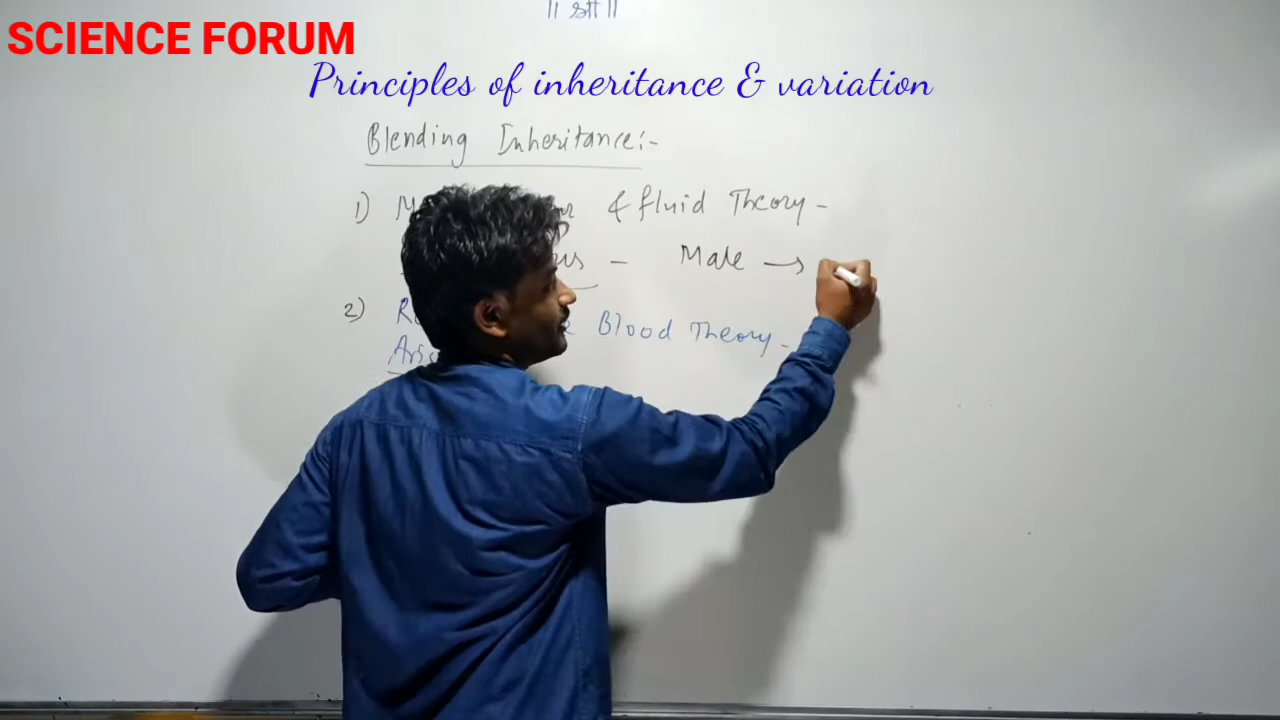 || श्री ||
SCIENCE FORUM
Principles of inheritance & variation
Blending Inheritance:-
1) & fluid Theory -
- Male →
2) Blood Theory -